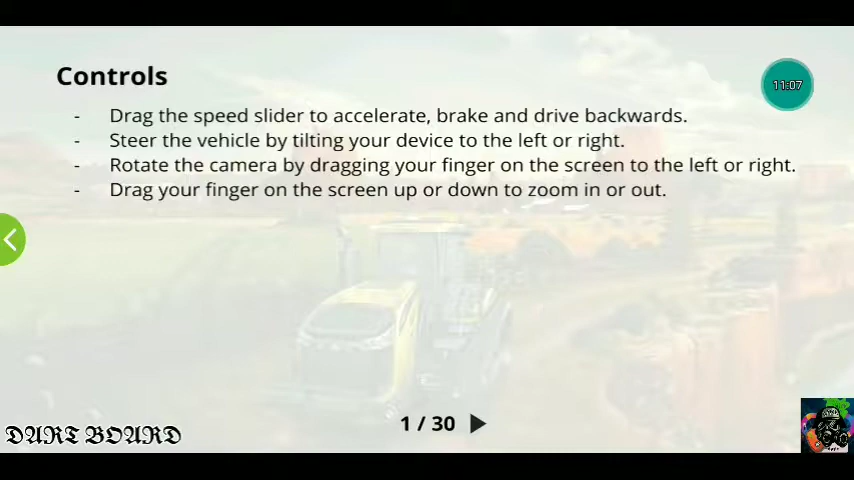 Controls
11:07
- Drag the speed slider to accelerate, brake and drive backwards.
- Steer the vehicle by tilting your device to the left or right.
- Rotate the camera by dragging your finger on the screen to the left or right.
- Drag your finger on the screen up or down to zoom in or out.
1 / 30
DART BOARD